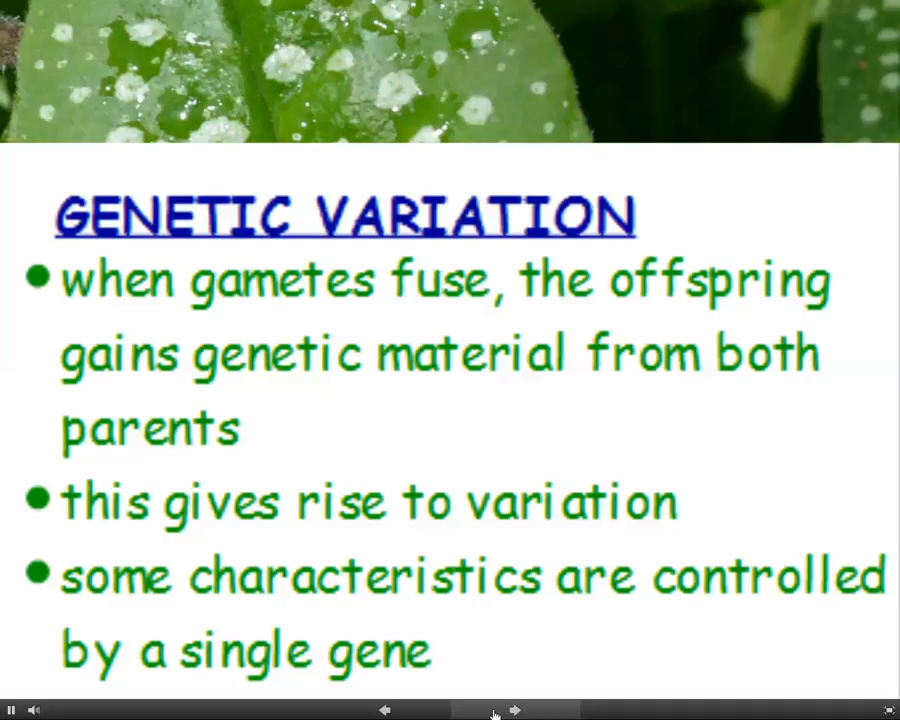 GENETIC VARIATION
• when gametes fuse, the offspring
gains genetic material from both
parents
• this gives rise to variation
• some characteristics are controlled
by a single gene